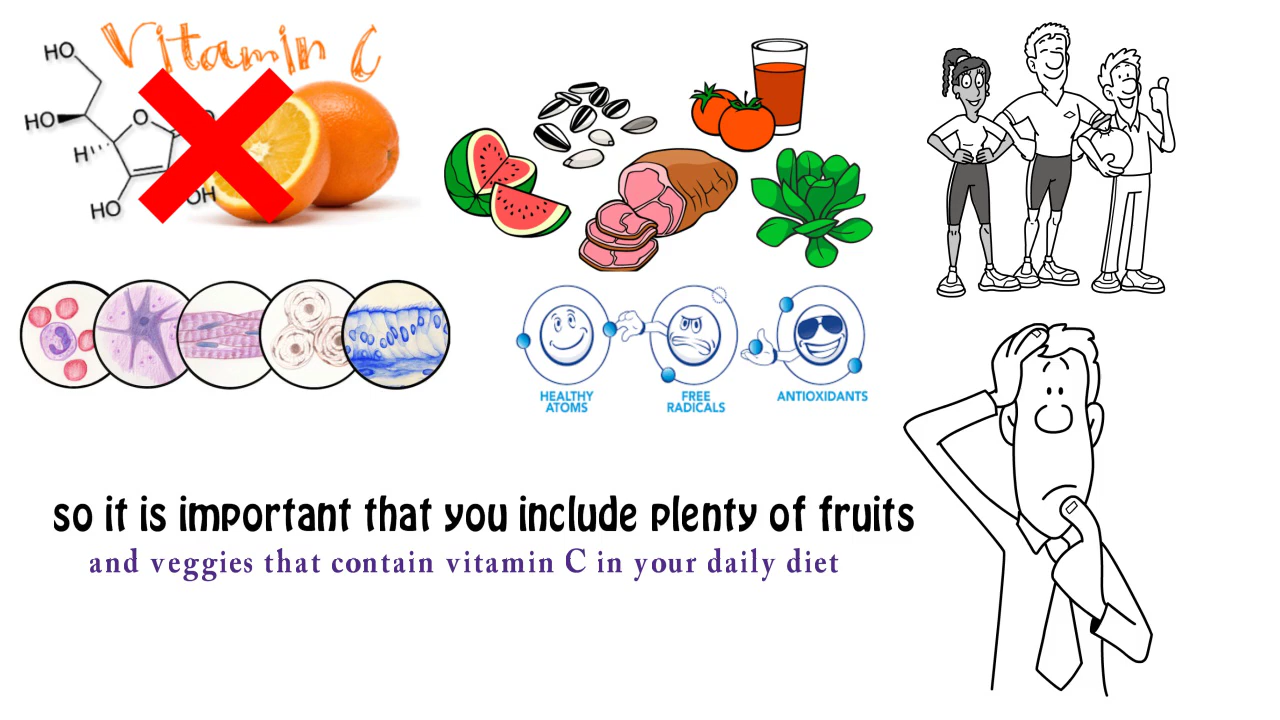 Vitamin C
HO
HO
H
HO
OH
HEALTHY
ATOMS
FREE
RADICALS
ANTIOXIDANTS
so it is important that you include plenty of fruits
and veggies that contain vitamin C in your daily diet